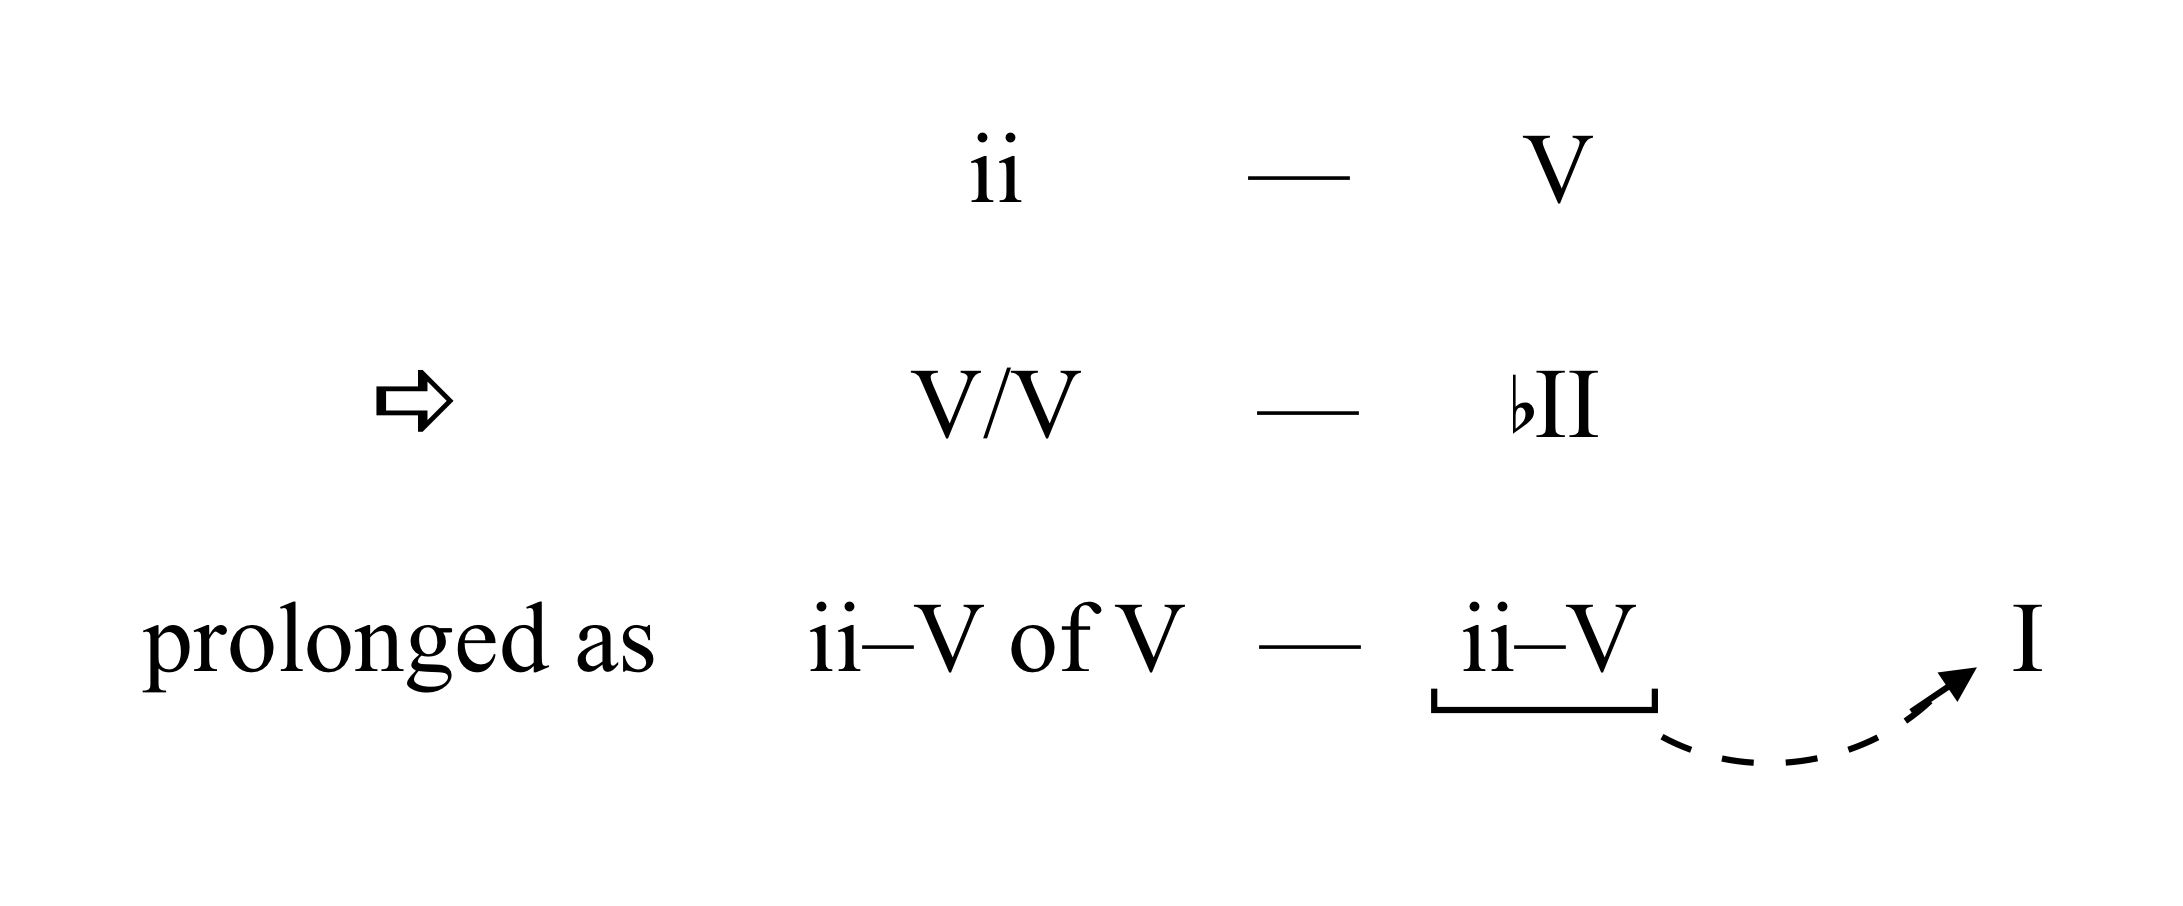 ii — V
⇨ V/V — ♭II
prolonged as ii–V of V — ii–V I